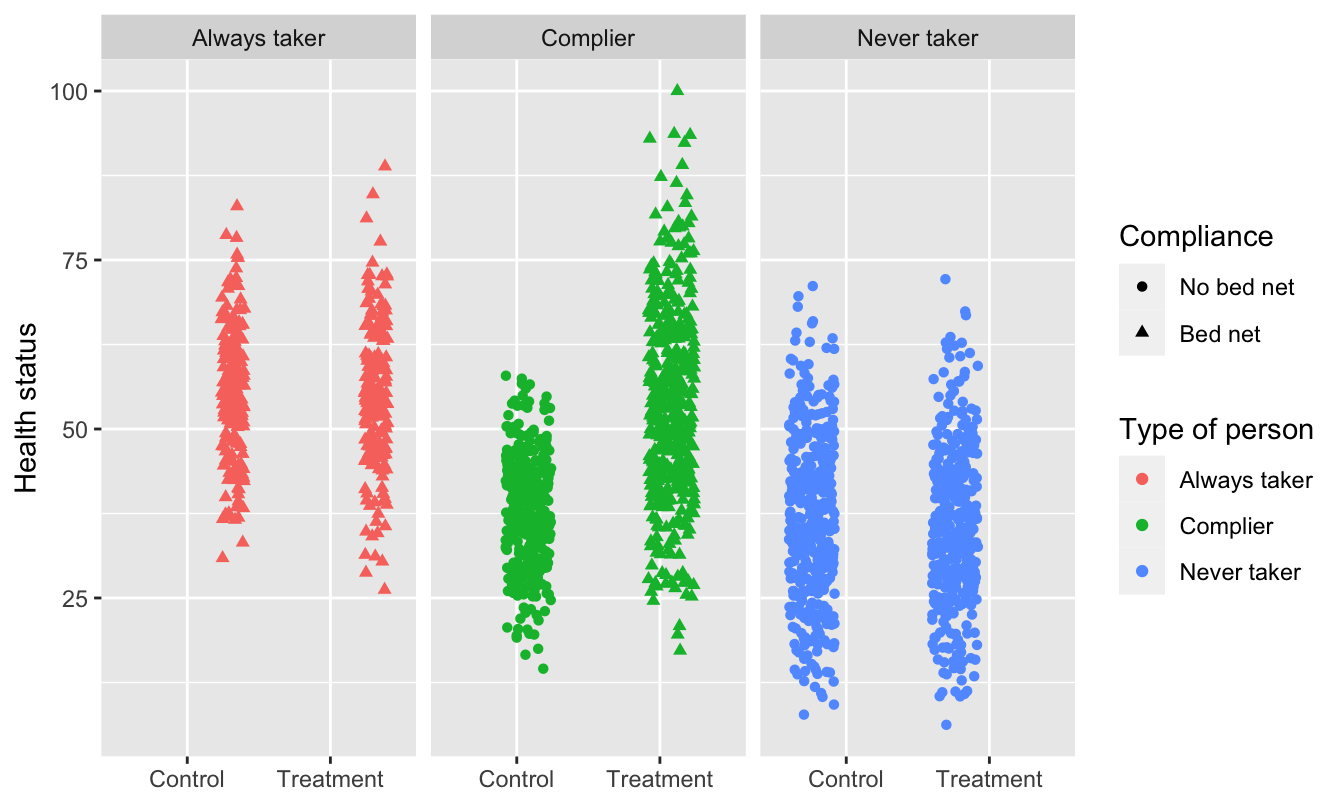 Always taker
Complier
Never taker
Health status
100
75
50
25
Control
Treatment
Control
Treatment
Control
Treatment
Compliance
No bed net
Bed net
Type of person
Always taker
Complier
Never taker